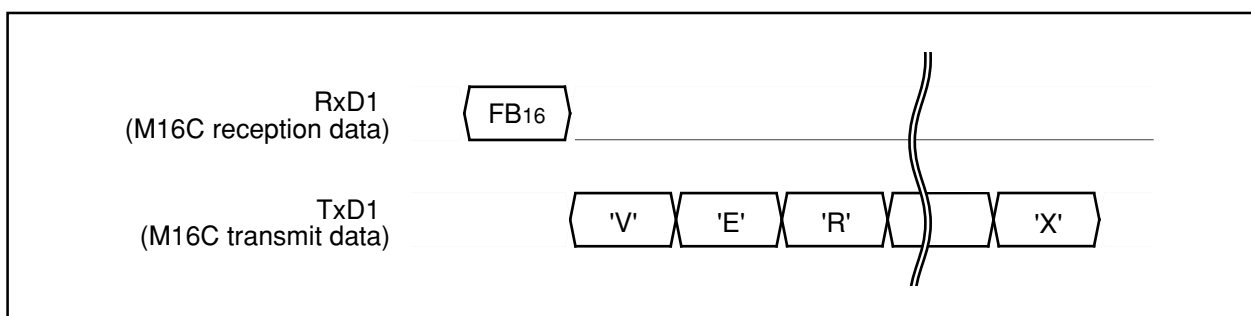 RxD1
(M16C reception data)
FB16
TxD1
(M16C transmit data)
'V' 'E' 'R' 'X'